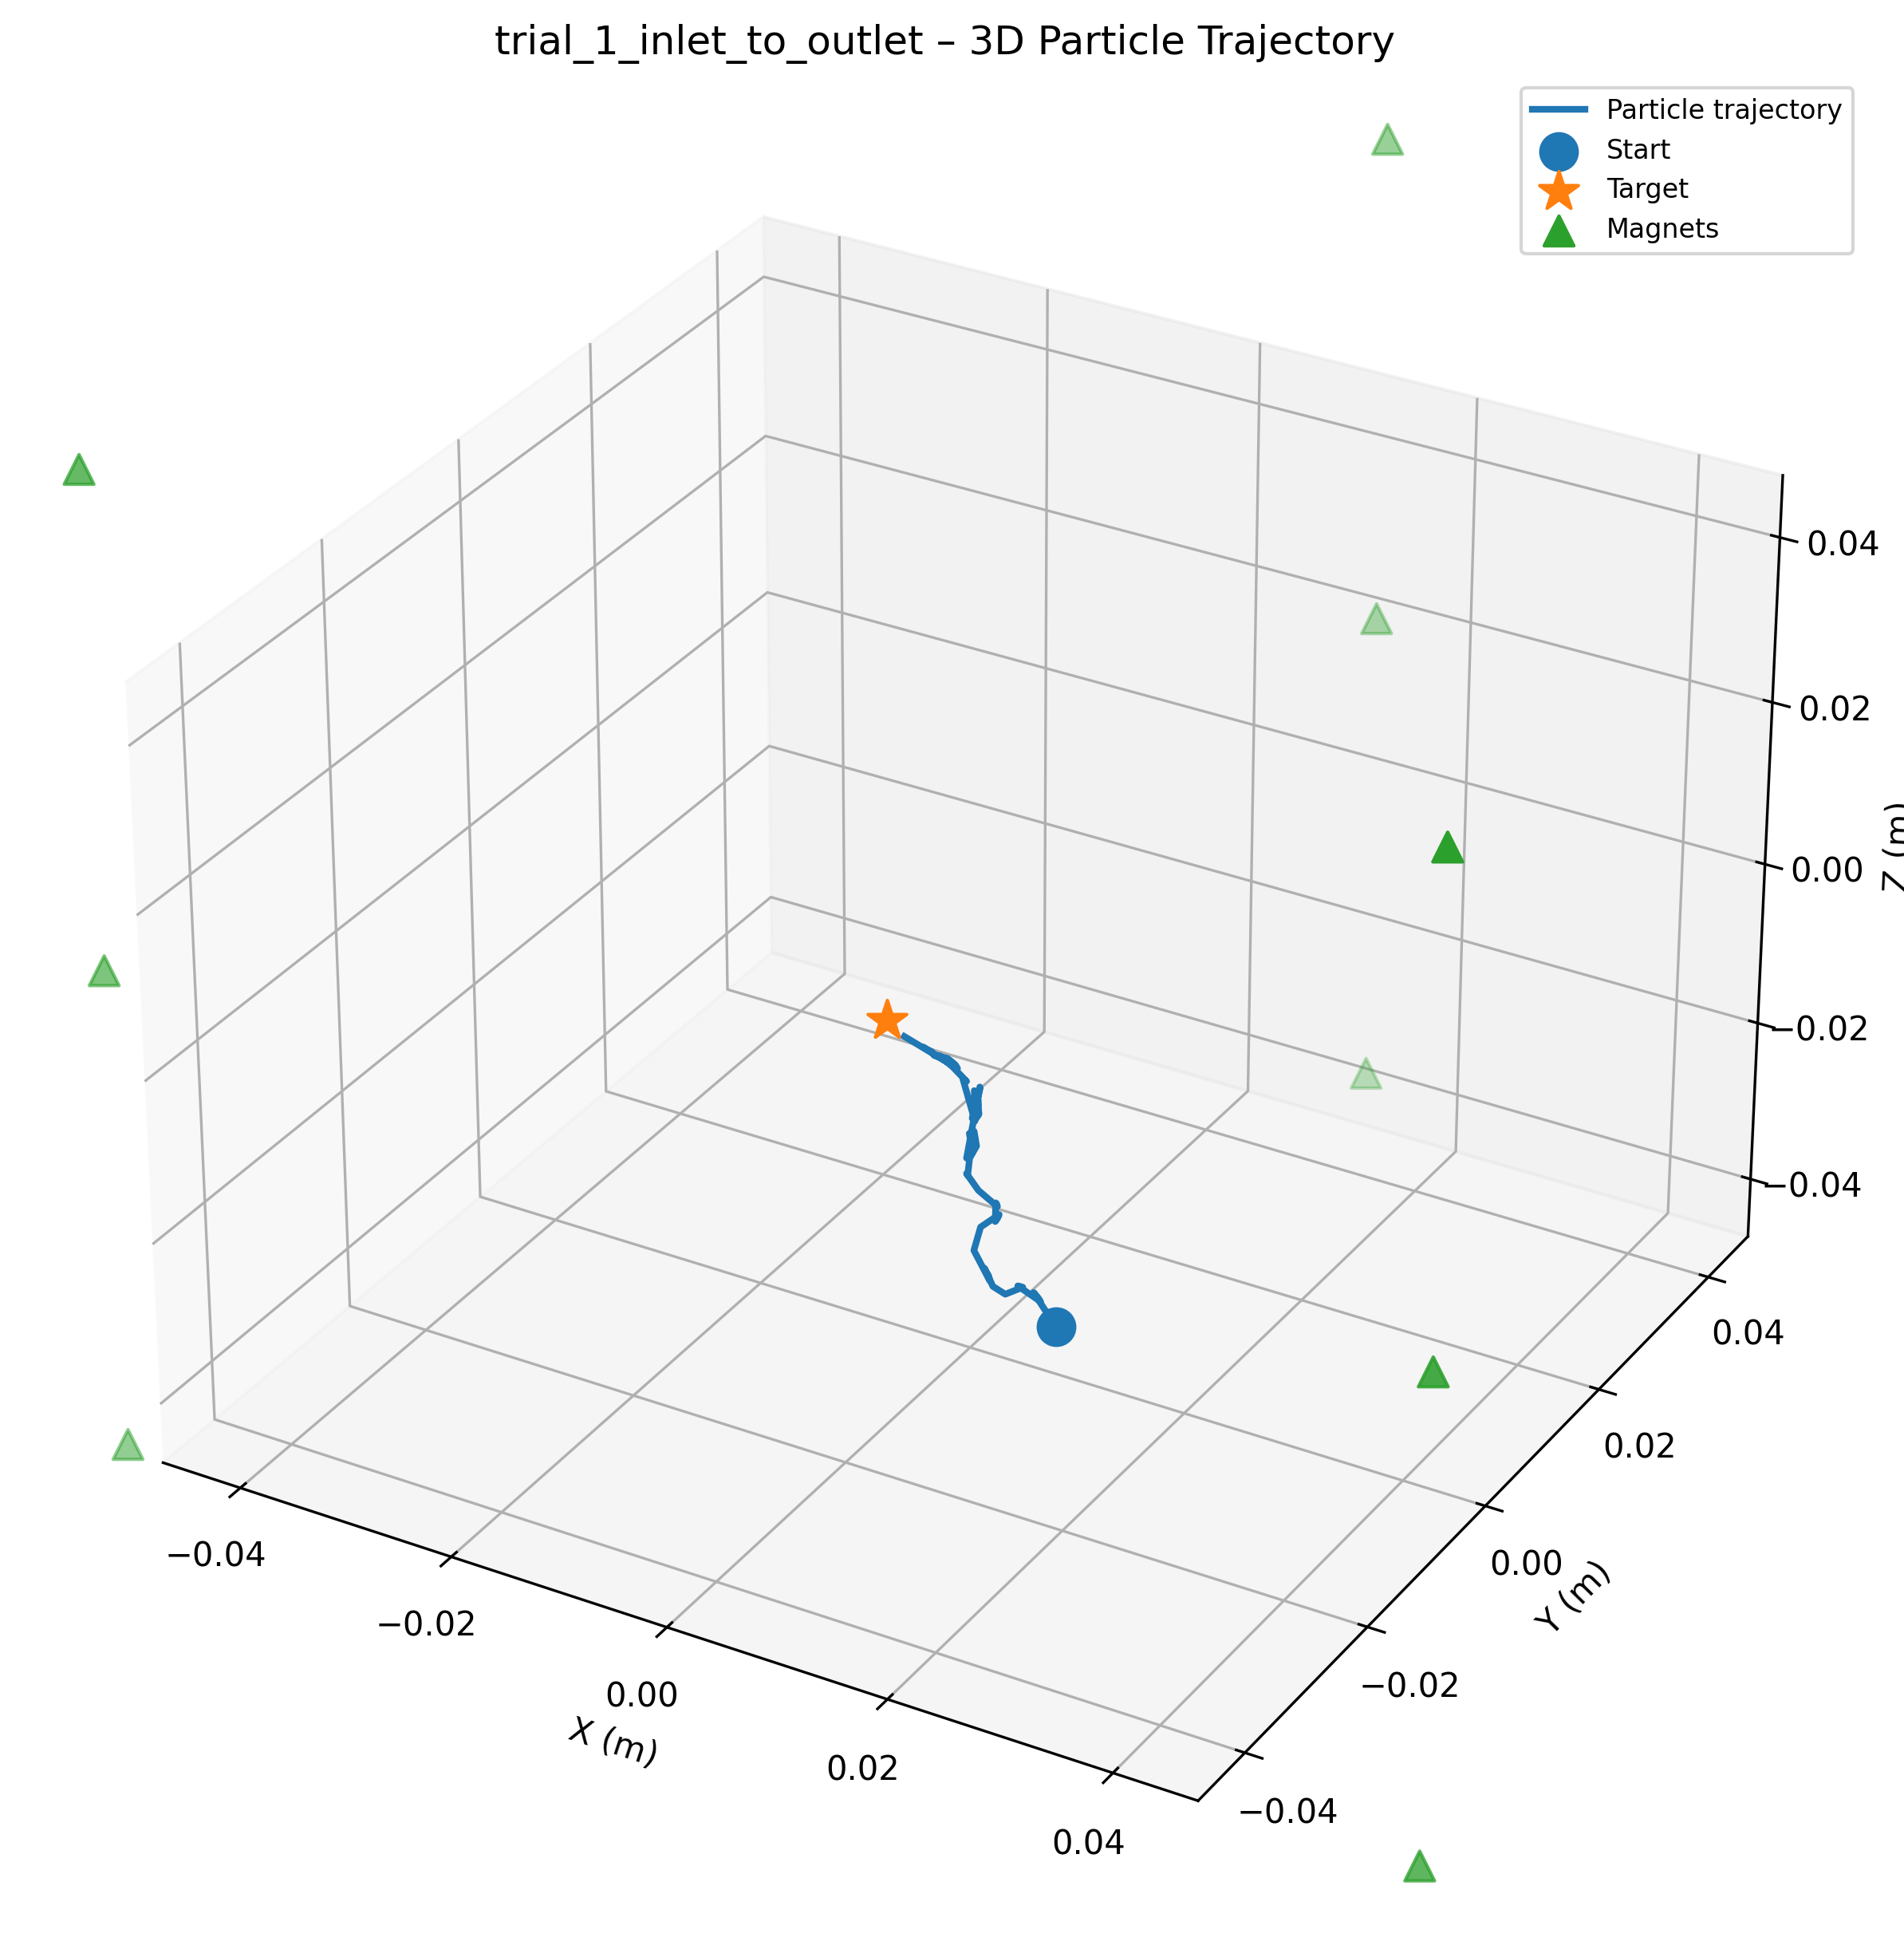 trial_1_inlet_to_outlet – 3D Particle Trajectory
Particle trajectory
Start
Target
Magnets
0.04
0.02
0.00
−0.02
−0.04
Z (m)
0.04
0.02
0.00
−0.02
−0.04
Y (m)
−0.04
−0.02
0.00
0.02
0.04
X (m)